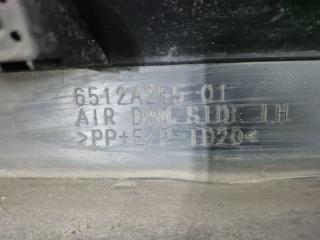 6512A255 01
AIR DAM,SIDE LH
>PP+E/P TD20<